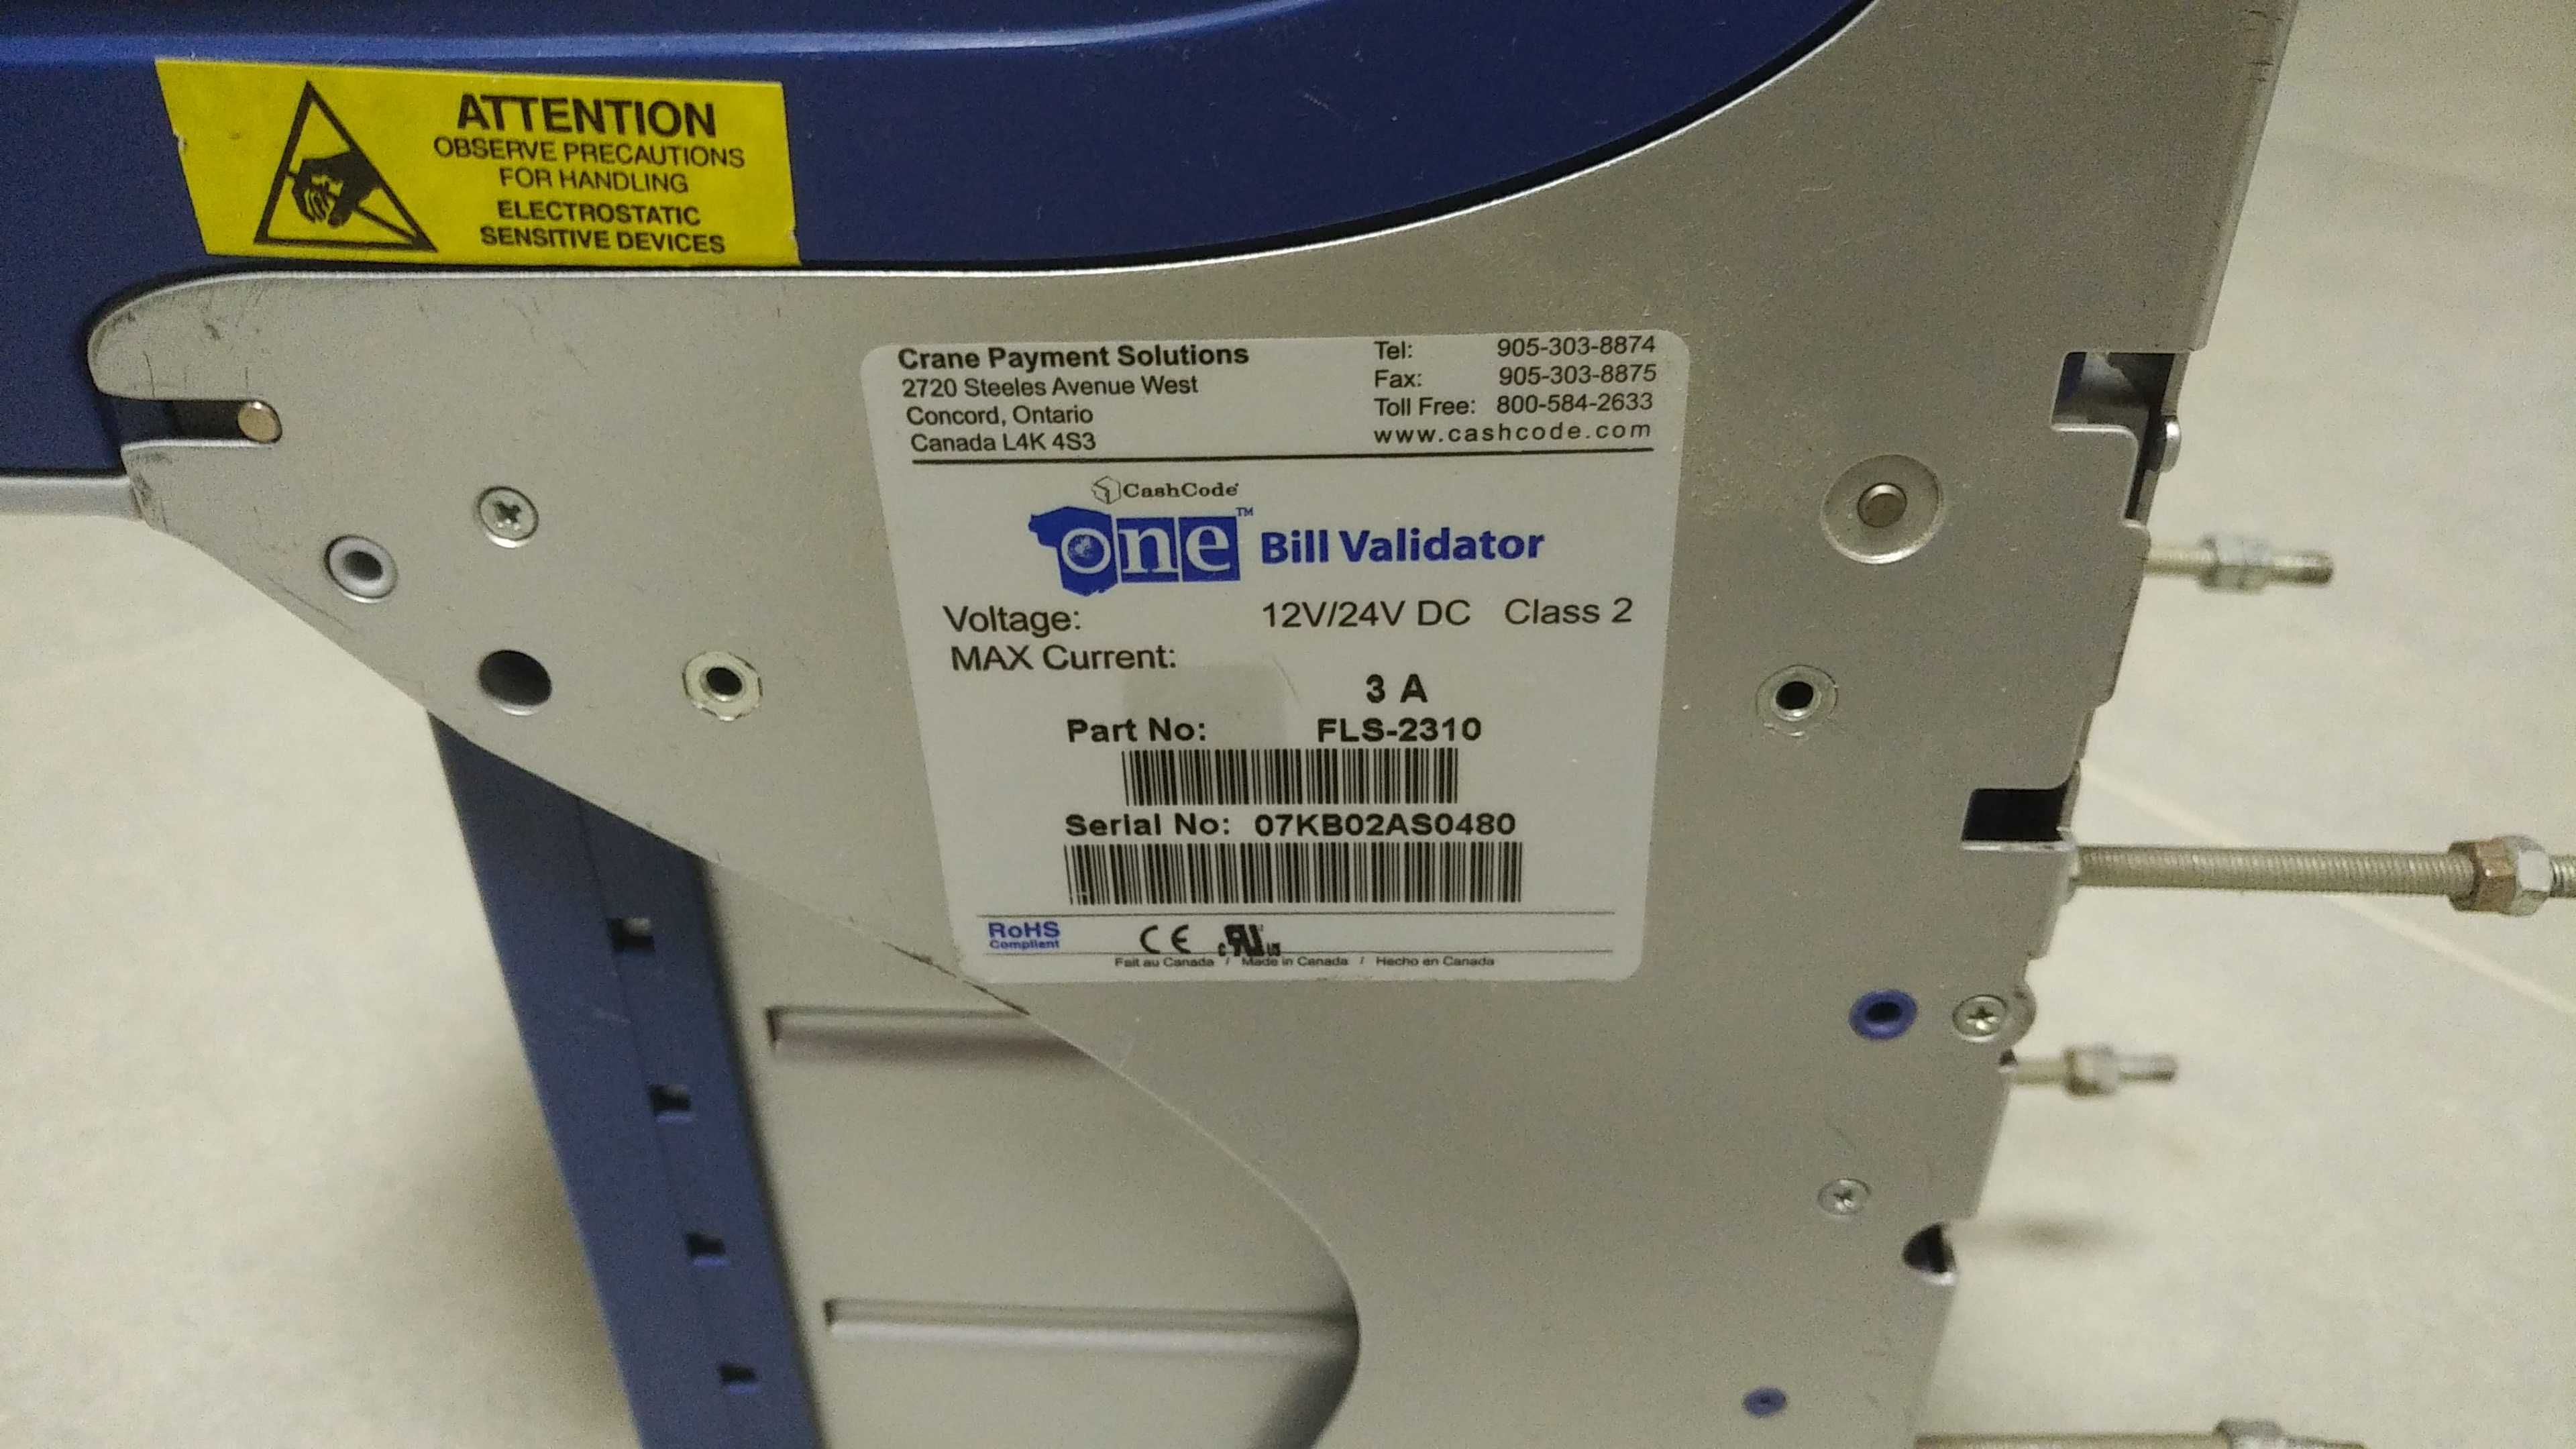 ATTENTION
OBSERVE PRECAUTIONS
FOR HANDLING
ELECTROSTATIC
SENSITIVE DEVICES
Crane Payment Solutions
2720 Steeles Avenue West
Concord, Ontario
Canada L4K 4S3
Tel: 905-303-8874
Fax: 905-303-8875
Toll Free: 800-584-2633
www.cashcode.com
CashCode
one™ Bill Validator
Voltage: 12V/24V DC Class 2
MAX Current:
3 A
Part No: FLS-2310
Serial No: 07KB02AS0480
RoHS
Compliant
CE c RU us
Fait au Canada / Made in Canada / Hecho en Canada